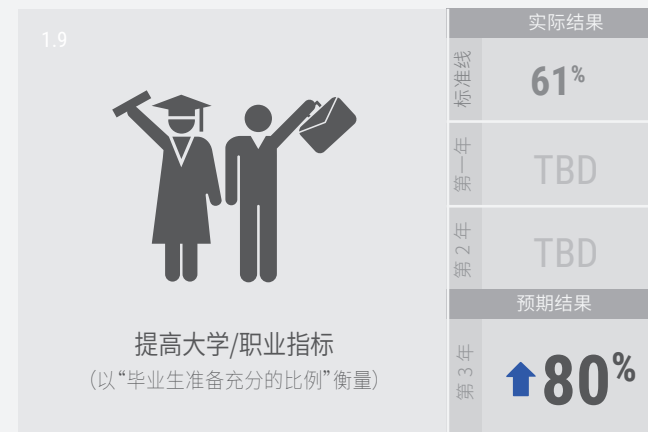 1.9
提高大学/职业指标
（以“毕业生准备充分的比例”衡量）
实际结果
标准线
61%
第一年
TBD
第 2 年
TBD
预期结果
第 3 年
80%